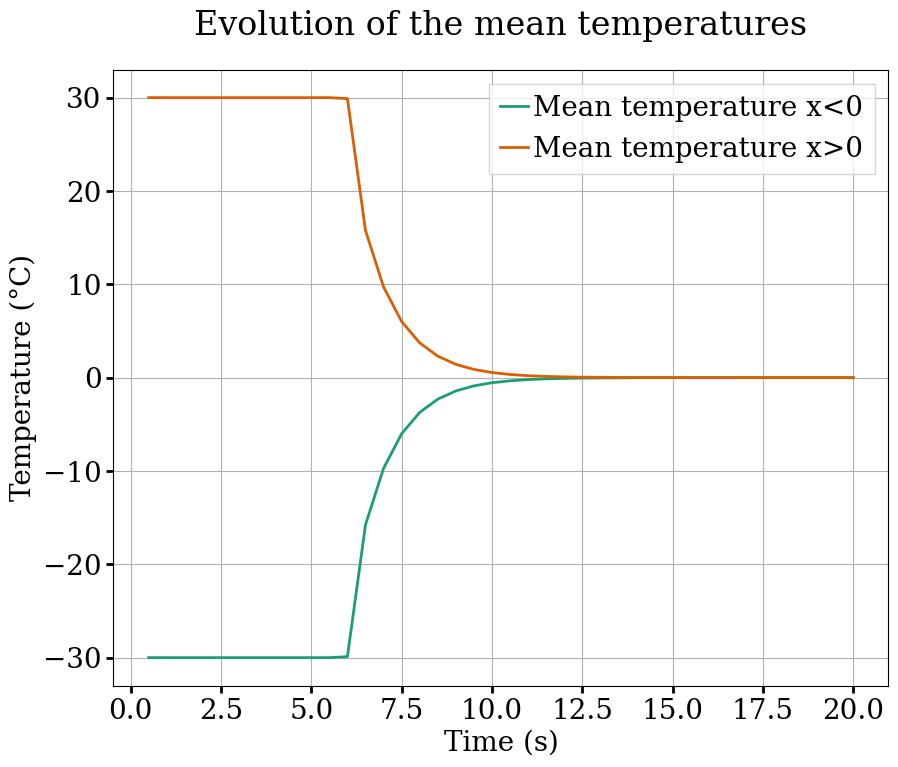 Evolution of the mean temperatures
Mean temperature x<0
Mean temperature x>0
Temperature (°C)
30
20
10
0
−10
−20
−30
0.0 2.5 5.0 7.5 10.0 12.5 15.0 17.5 20.0
Time (s)